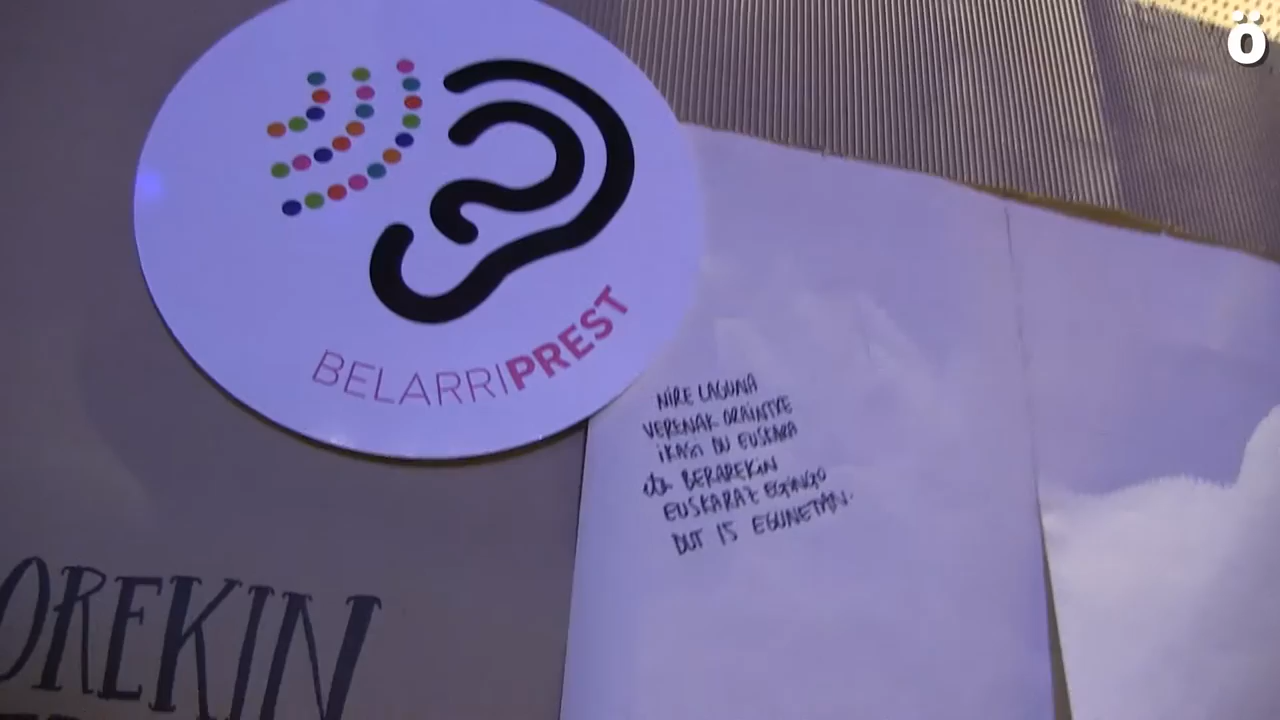 Ö
BELARRIPREST
NIRE LAGUNA
VERENAK ORAINTXE
IKASI DU EUSKARA
eta BERAREKIN
EUSKARAZ EGINGO
DUT 15 EGUNETAN.
OREKIN